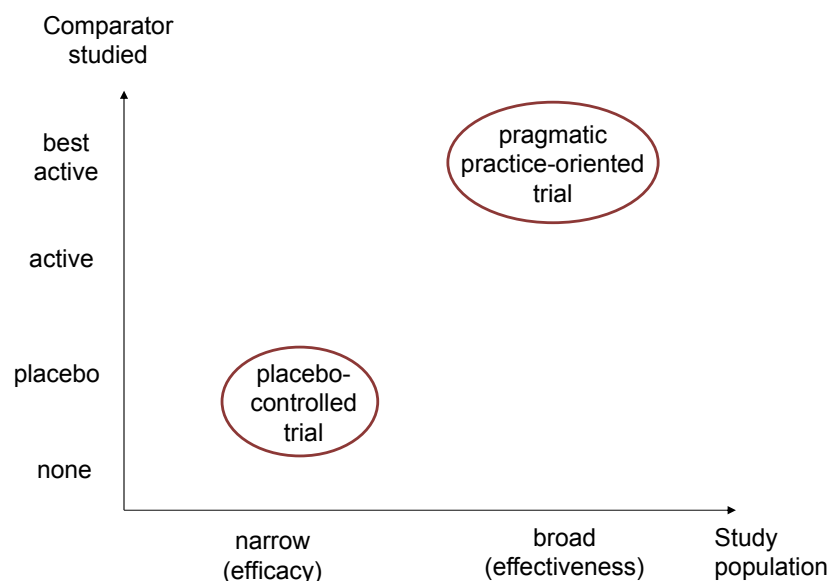 Comparator
studied
best
active
pragmatic
practice-oriented
trial
active
placebo
placebo-
controlled
trial
none
narrow
(efficacy)
broad
(effectiveness)
Study
population